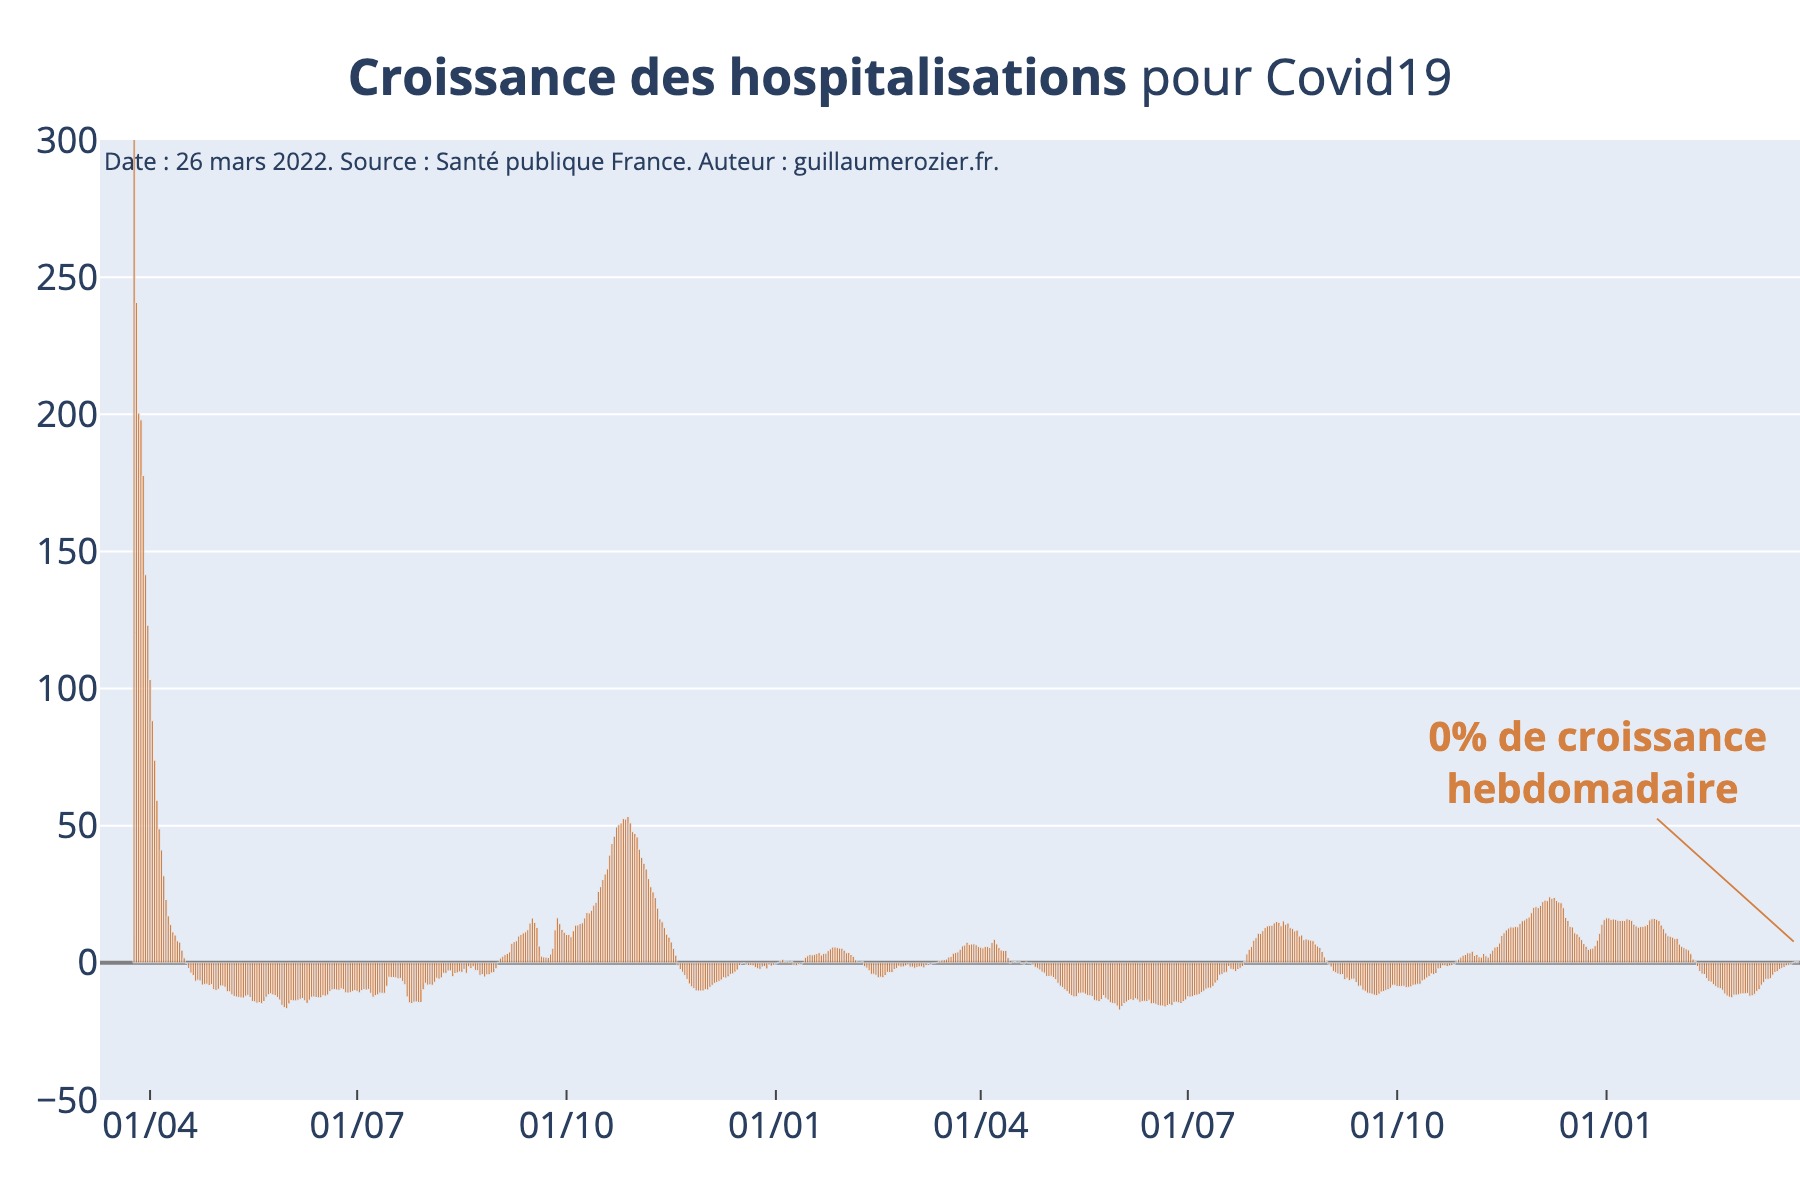 Croissance des hospitalisations pour Covid19
Date : 26 mars 2022. Source : Santé publique France. Auteur : guillaumerozier.fr.
300
250
200
150
100
50
0
−50
0% de croissance
hebdomadaire
01/04 01/07 01/10 01/01 01/04 01/07 01/10 01/01